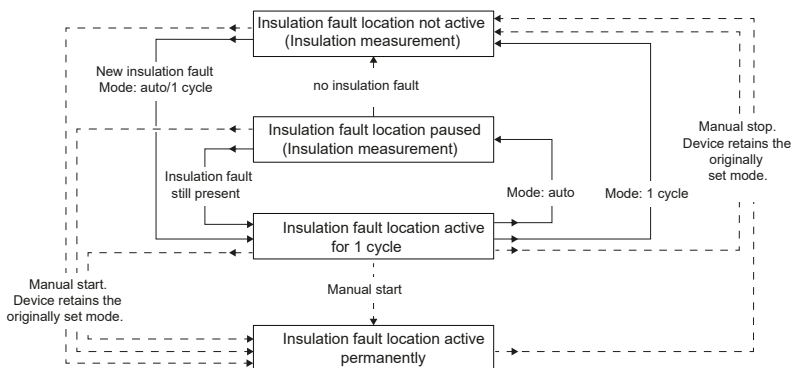 Insulation fault location not active
(Insulation measurement)
New insulation fault
Mode: auto/1 cycle
no insulation fault
Insulation fault location paused
(Insulation measurement)
Manual stop.
Device retains the
originally
set mode.
Insulation fault
still present
Mode: auto
Mode: 1 cycle
Insulation fault location active
for 1 cycle
Manual start.
Device retains the
originally set mode.
Manual start
Insulation fault location active
permanently